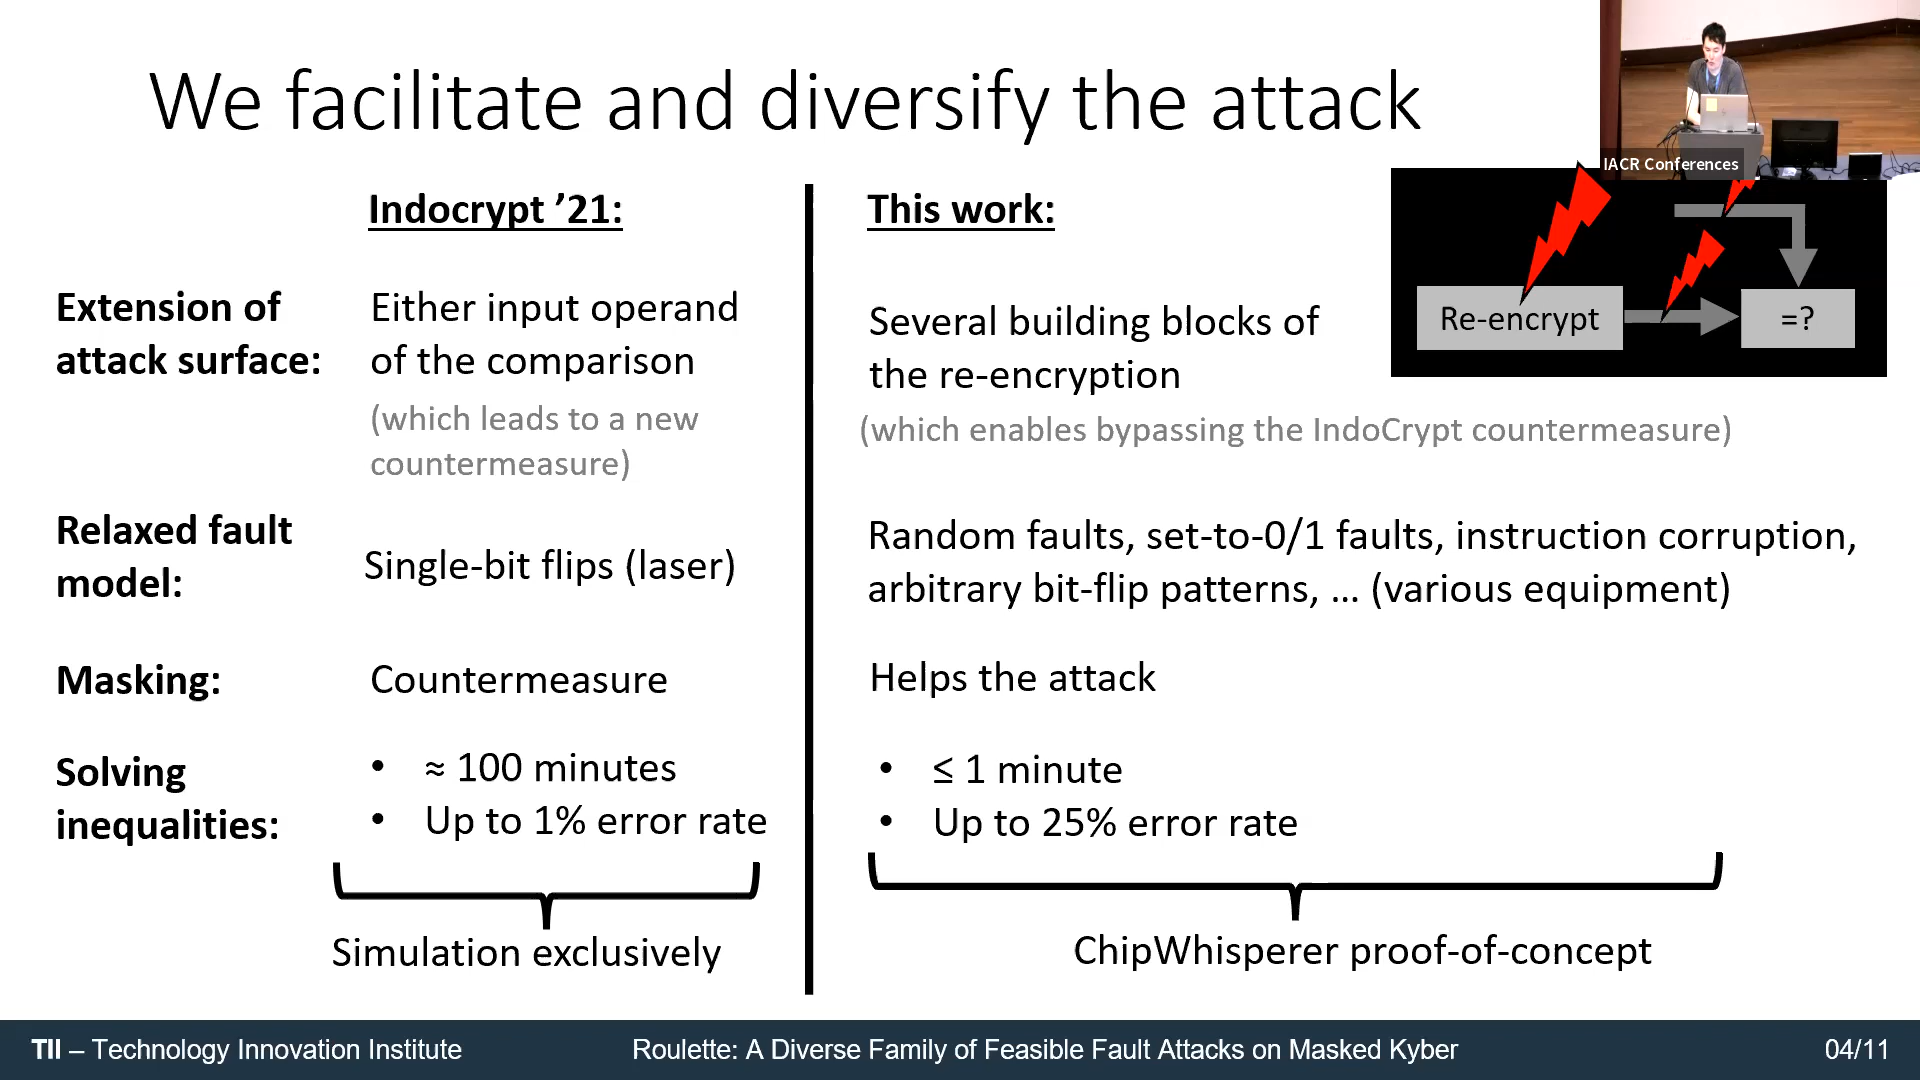 We facilitate and diversify the attack
IACR Conferences
Indocrypt ’21:
This work:
Re-encrypt
=?
Extension of
attack surface:
Either input operand
of the comparison
(which leads to a new
countermeasure)
Several building blocks of
the re-encryption
(which enables bypassing the IndoCrypt countermeasure)
Relaxed fault
model:
Single-bit flips (laser)
Random faults, set-to-0/1 faults, instruction corruption,
arbitrary bit-flip patterns, ... (various equipment)
Masking:
Countermeasure
Helps the attack
Solving
inequalities:
• ≈ 100 minutes
• Up to 1% error rate
• ≤ 1 minute
• Up to 25% error rate
Simulation exclusively
ChipWhisperer proof-of-concept
TII – Technology Innovation Institute
Roulette: A Diverse Family of Feasible Fault Attacks on Masked Kyber
04/11